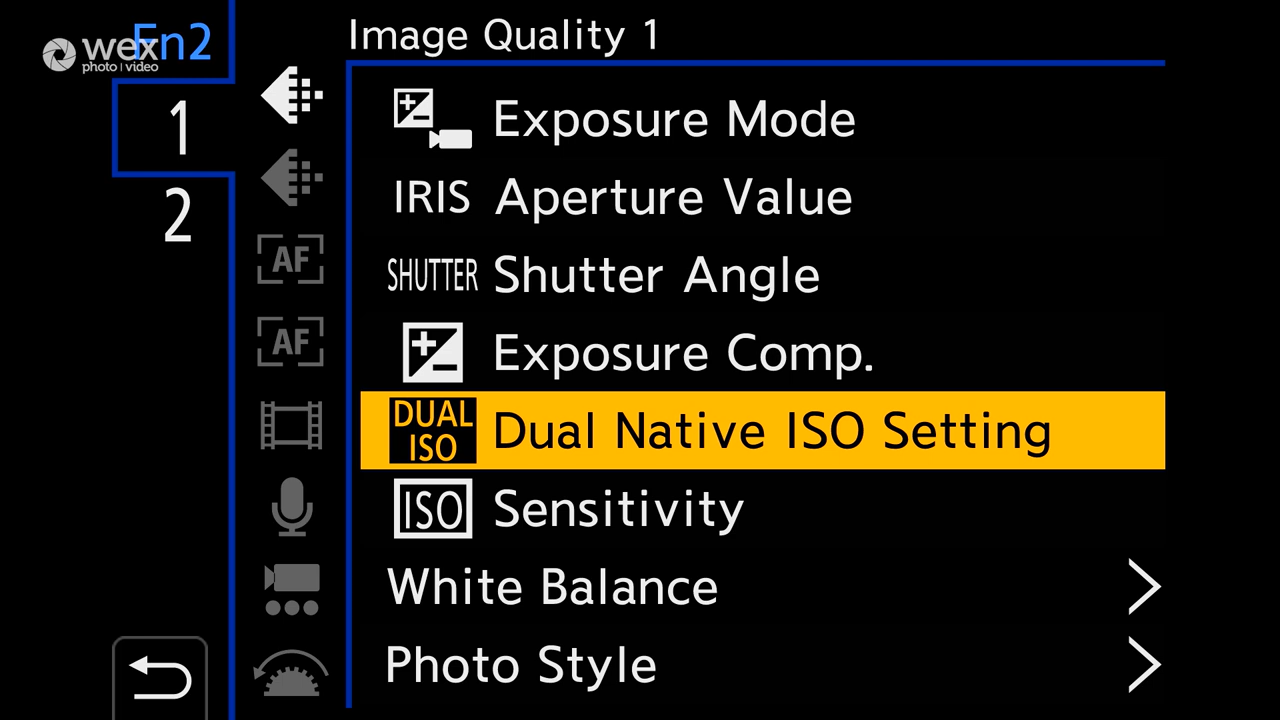 Fn2
wex
photo | video
Image Quality 1
1
2
Exposure Mode
IRIS Aperture Value
SHUTTER Shutter Angle
Exposure Comp.
DUAL ISO Dual Native ISO Setting
ISO Sensitivity
White Balance
Photo Style
AF
AF